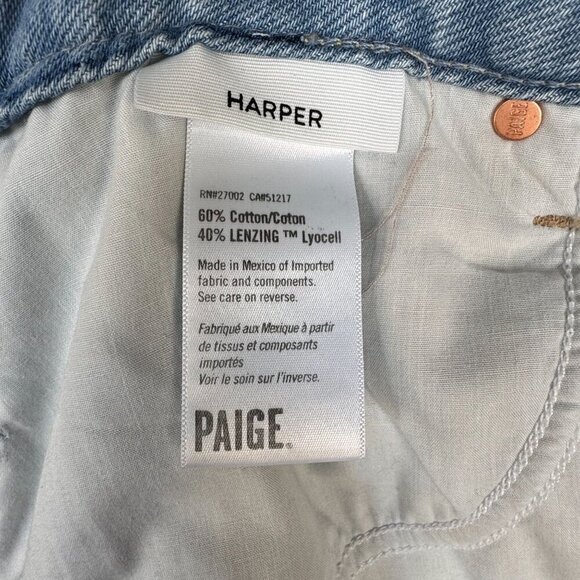 HARPER
RN#27002 CA#51217
60% Cotton/Coton
40% LENZING ™ Lyocell
Made in Mexico of Imported
fabric and components.
See care on reverse.
Fabriqué aux Mexique à partir
de tissus et composants
importés
Voir le soin sur l'inverse.
PAIGE